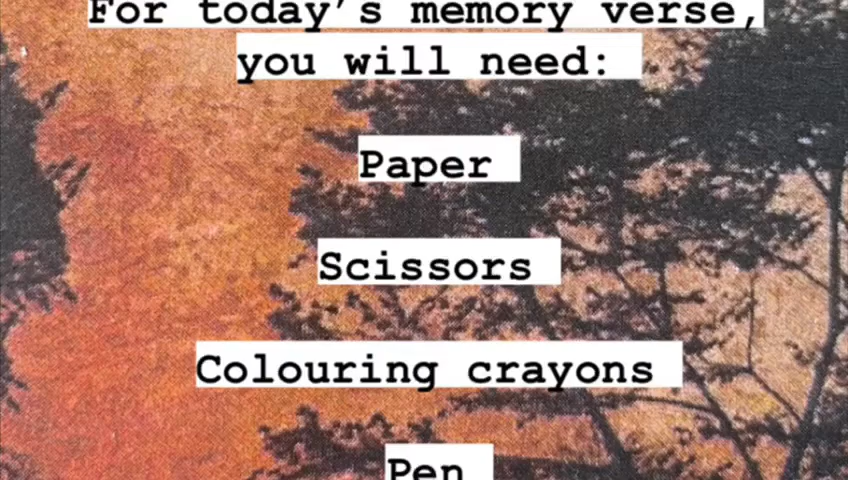 For today’s memory verse,
you will need:
Paper
Scissors
Colouring crayons
Pen